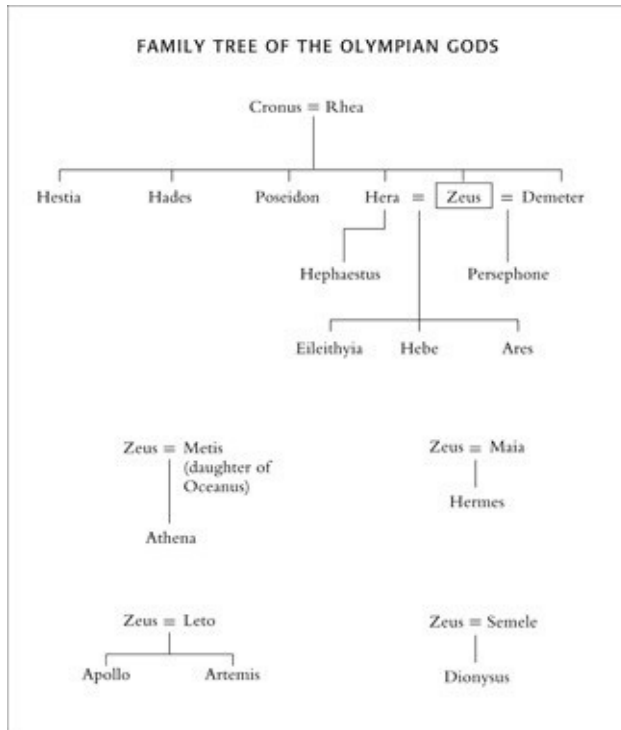 FAMILY TREE OF THE OLYMPIAN GODS
Cronus = Rhea
Hestia Hades Poseidon Hera = Zeus = Demeter
Hephaestus Persephone
Eileithyia Hebe Ares
Zeus = Metis
(daughter of
Oceanus)
Athena
Zeus = Maia
Hermes
Zeus = Leto
Apollo Artemis
Zeus = Semele
Dionysus